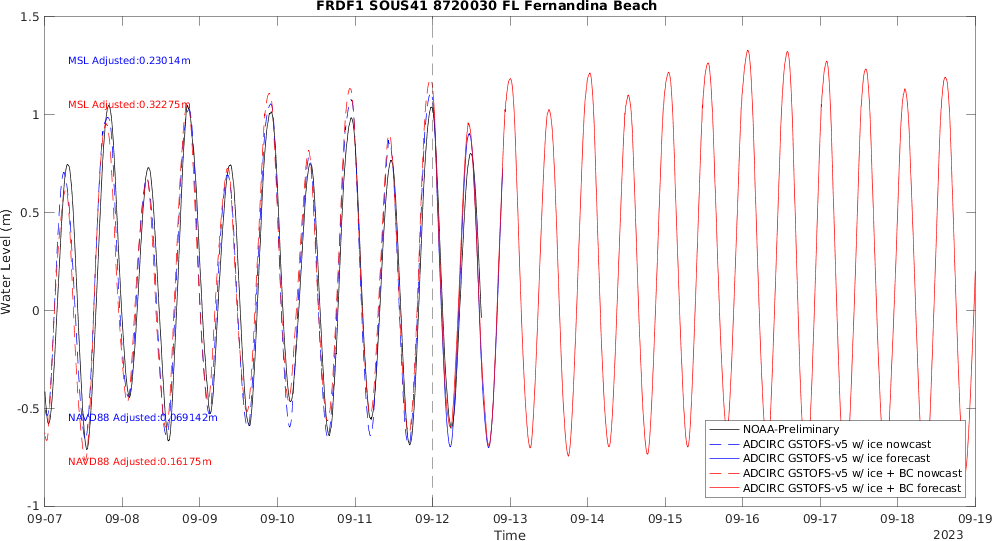 FRDF1 SOUS41 8720030 FL Fernandina Beach
1.5
1
0.5
0
-0.5
-1
Water Level (m)
MSL Adjusted:0.23014m
MSL Adjusted:0.32275m
NAVD88 Adjusted:0.069142m
NAVD88 Adjusted:0.16175m
NOAA-Preliminary
ADCIRC GSTOFS-v5 w/ ice nowcast
ADCIRC GSTOFS-v5 w/ ice forecast
ADCIRC GSTOFS-v5 w/ ice + BC nowcast
ADCIRC GSTOFS-v5 w/ ice + BC forecast
09-07 09-08 09-09 09-10 09-11 09-12 09-13 09-14 09-15 09-16 09-17 09-18 09-19
Time
2023